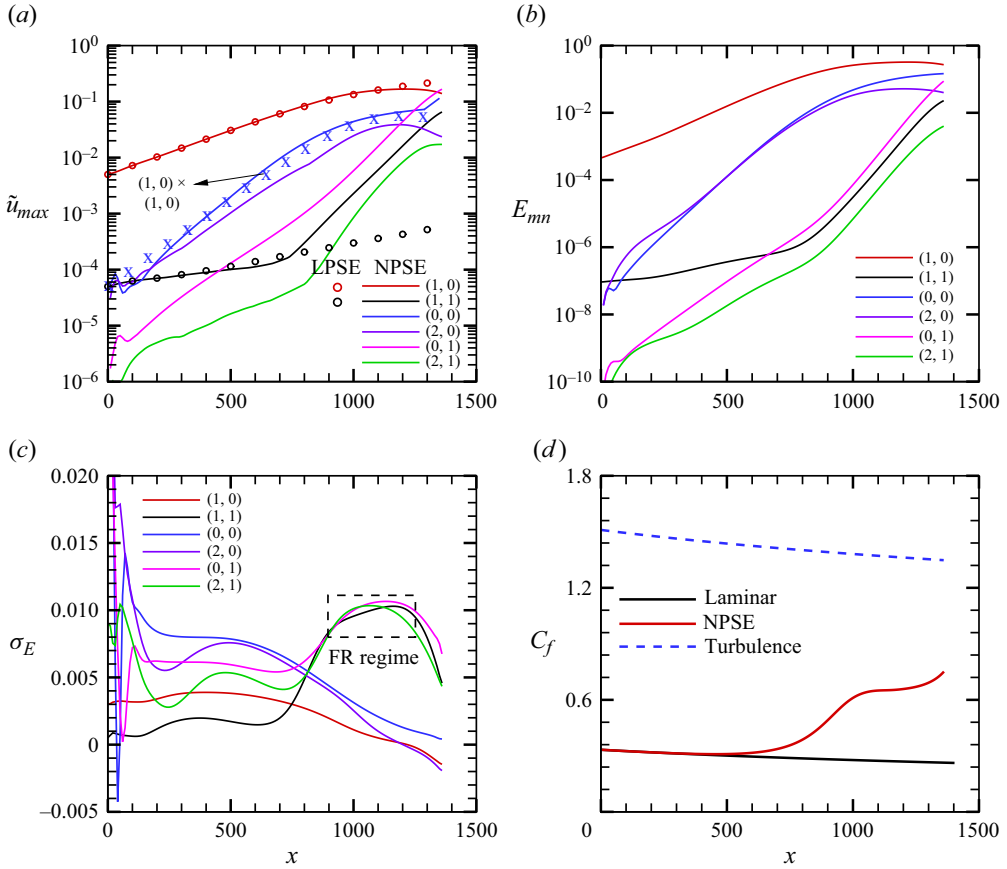 (a)
10^0
10^-1
10^-2
10^-3
10^-4
10^-5
10^-6
ũ_max
(1, 0) ×
(1, 0)
LPSE NPSE
(1, 0)
(1, 1)
(0, 0)
(2, 0)
(0, 1)
(2, 1)
0 500 1000 1500
(b)
10^0
10^-2
10^-4
10^-6
10^-8
10^-10
E_mn
(1, 0)
(1, 1)
(0, 0)
(2, 0)
(0, 1)
(2, 1)
0 500 1000 1500
(c)
0.020
0.015
0.010
0.005
0
–0.005
σ_E
(1, 0)
(1, 1)
(0, 0)
(2, 0)
(0, 1)
(2, 1)
FR regime
0 500 1000 1500
x
(d)
1.8
1.2
0.6
C_f
Laminar
NPSE
Turbulence
0 500 1000 1500
x